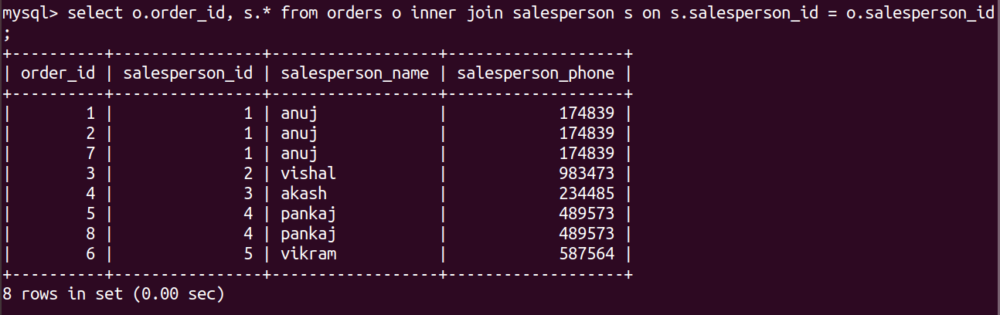 mysql> select o.order_id, s.* from orders o inner join salesperson s on s.salesperson_id = o.salesperson_id
;
+----------+----------------+------------------+-------------------+
| order_id | salesperson_id | salesperson_name | salesperson_phone |
+----------+----------------+------------------+-------------------+
|        1 |              1 | anuj             |            174839 |
|        2 |              1 | anuj             |            174839 |
|        7 |              1 | anuj             |            174839 |
|        3 |              2 | vishal           |            983473 |
|        4 |              3 | akash            |            234485 |
|        5 |              4 | pankaj           |            489573 |
|        8 |              4 | pankaj           |            489573 |
|        6 |              5 | vikram           |            587564 |
+----------+----------------+------------------+-------------------+
8 rows in set (0.00 sec)